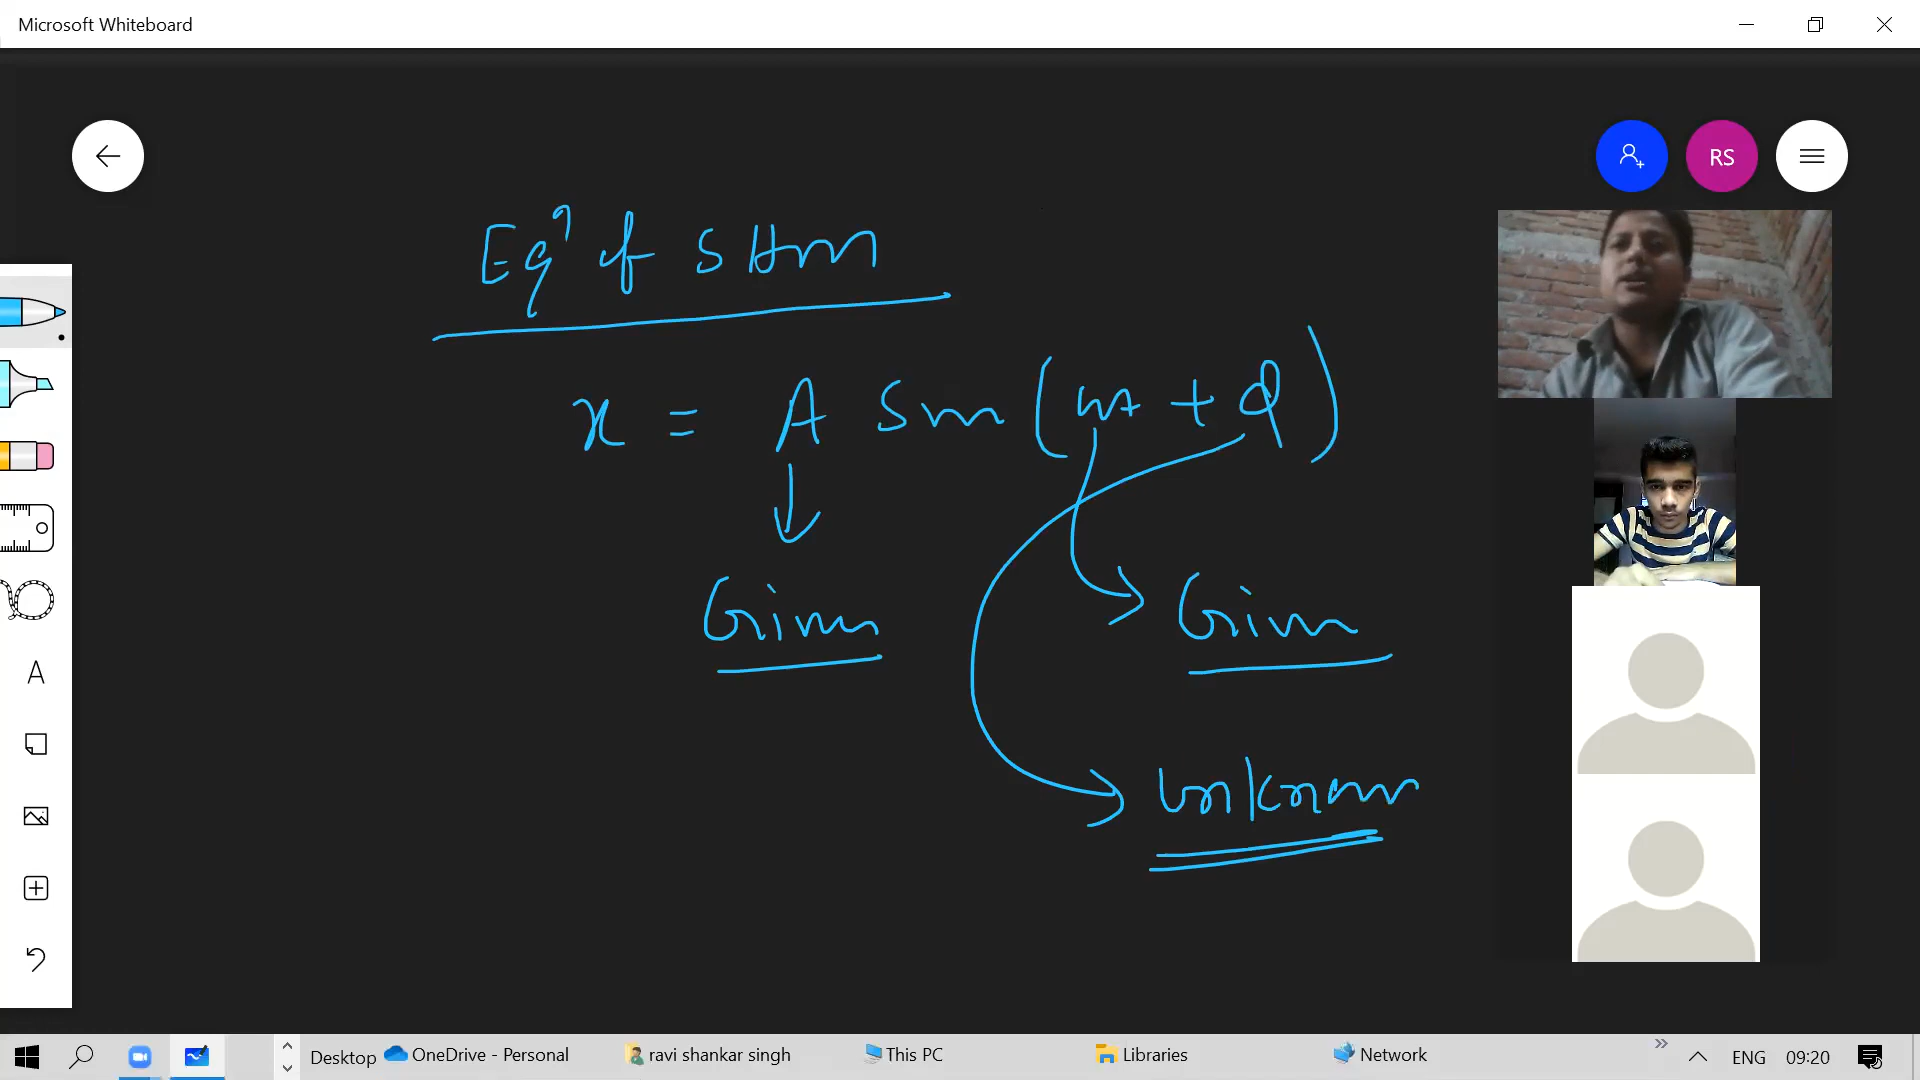 Microsoft Whiteboard
RS
Eqⁿ of SHM
x = A Sin (ωt + φ)
Given
Given
Unknown
A
Desktop
OneDrive - Personal
ravi shankar singh
This PC
Libraries
Network
»
ENG
09:20